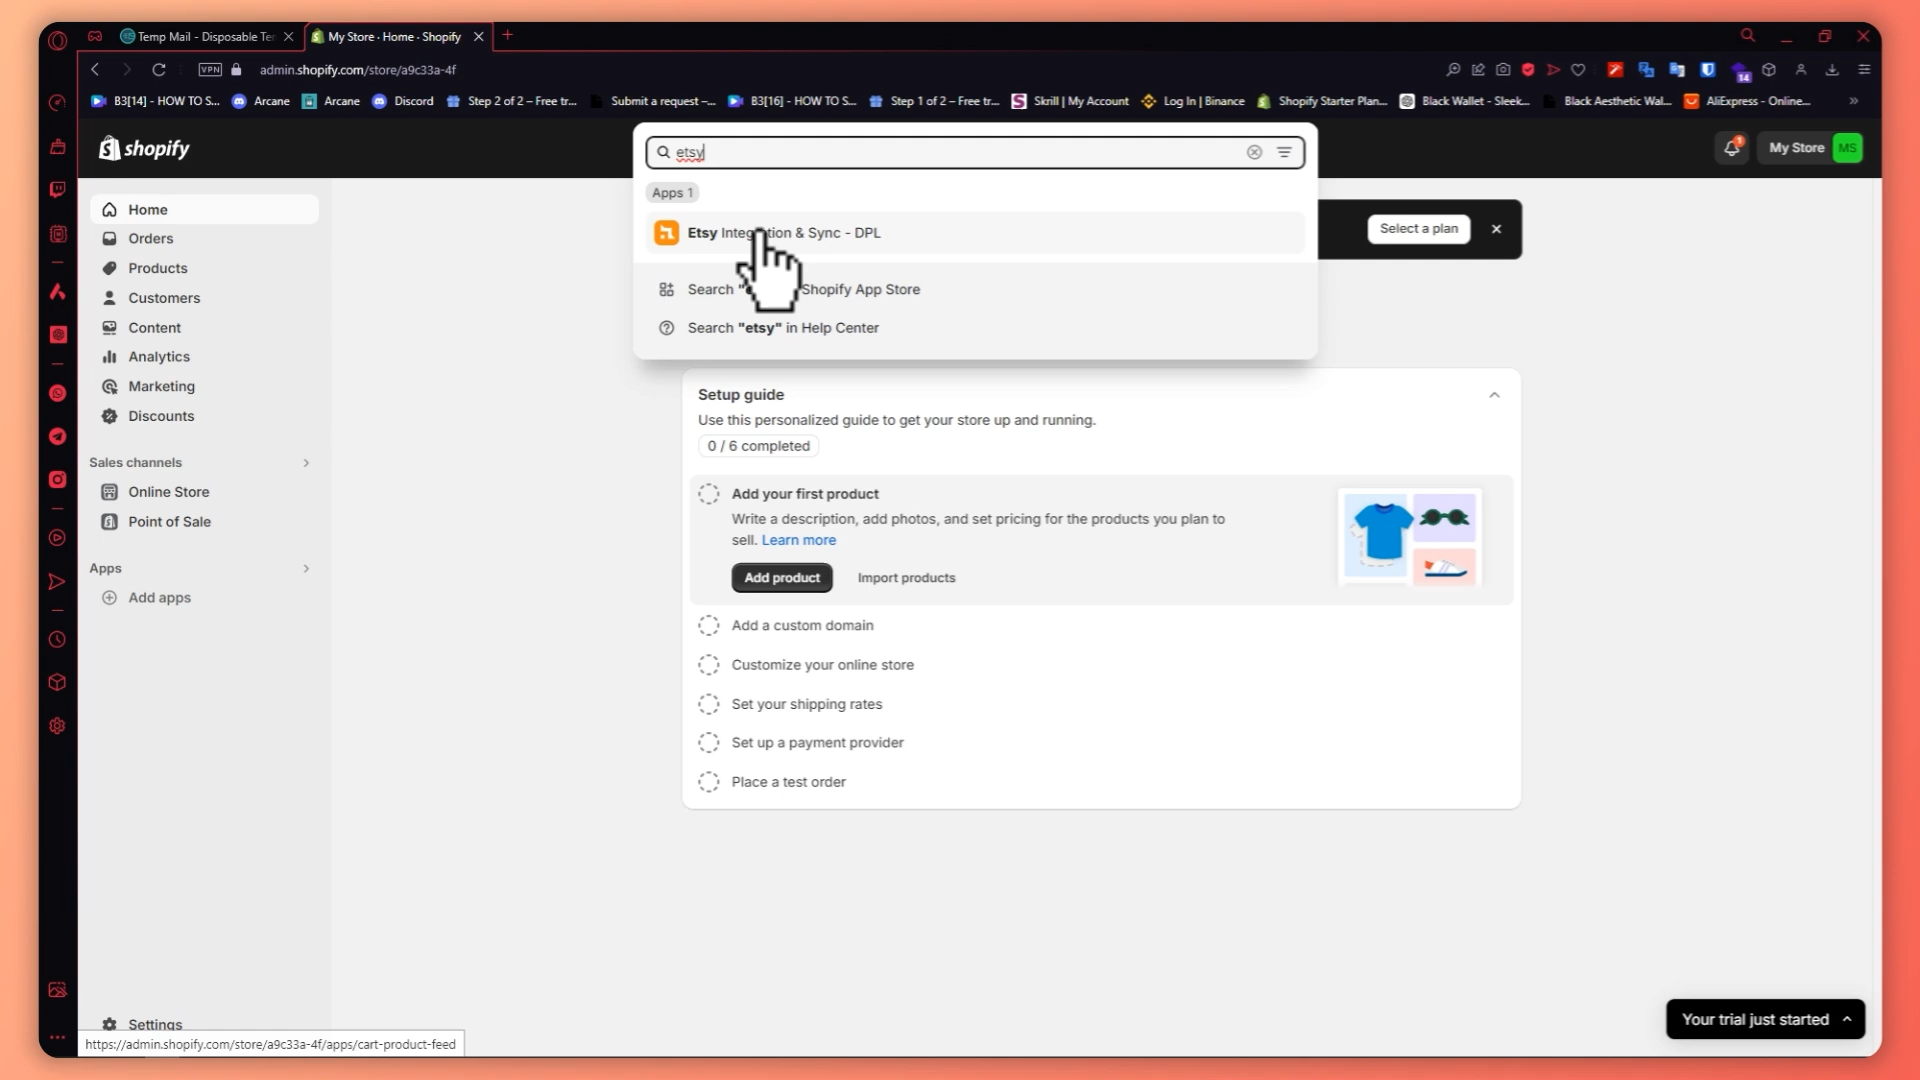 Temp Mail - Disposable Te
My Store · Home · Shopify
VPN
admin.shopify.com/store/a9c33a-4f
14
B3[14] - HOW TO S...
Arcane
Arcane
Discord
Step 2 of 2 – Free tr...
Submit a request –...
B3[16] - HOW TO S...
Step 1 of 2 – Free tr...
Skrill | My Account
Log In | Binance
Shopify Starter Plan...
Black Wallet - Sleek...
Black Aesthetic Wal...
AliExpress - Online...
shopify
etsy
1
My Store
MS
Apps 1
Etsy Integration & Sync - DPL
Search "e Shopify App Store
Search "etsy" in Help Center
Select a plan
Home
Orders
Products
Customers
Content
Analytics
Marketing
Discounts
Sales channels
Online Store
Point of Sale
Apps
Add apps
Settings
Setup guide
Use this personalized guide to get your store up and running.
0 / 6 completed
Add your first product
Write a description, add photos, and set pricing for the products you plan to
sell. Learn more
Add product
Import products
Add a custom domain
Customize your online store
Set your shipping rates
Set up a payment provider
Place a test order
Your trial just started
https://admin.shopify.com/store/a9c33a-4f/apps/cart-product-feed